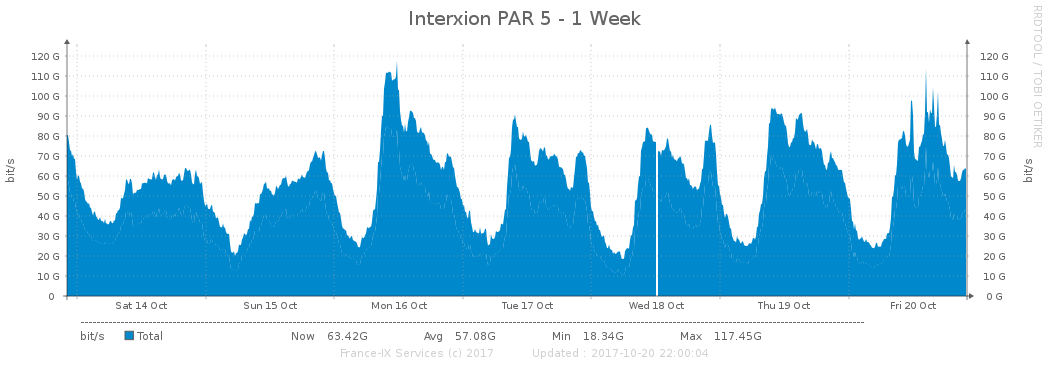 Interxion PAR 5 - 1 Week
RRDTOOL / TOBI OETIKER
bit/s
120 G
110 G
100 G
90 G
80 G
70 G
60 G
50 G
40 G
30 G
20 G
10 G
0
120 G
110 G
100 G
90 G
80 G
70 G
60 G
50 G
40 G
30 G
20 G
10 G
0 G
bit/s
Sat 14 Oct Sun 15 Oct Mon 16 Oct Tue 17 Oct Wed 18 Oct Thu 19 Oct Fri 20 Oct
bit/s Total Now 63.42G Avg 57.08G Min 18.34G Max 117.45G
France-IX Services (c) 2017 Updated : 2017-10-20 22:00:04